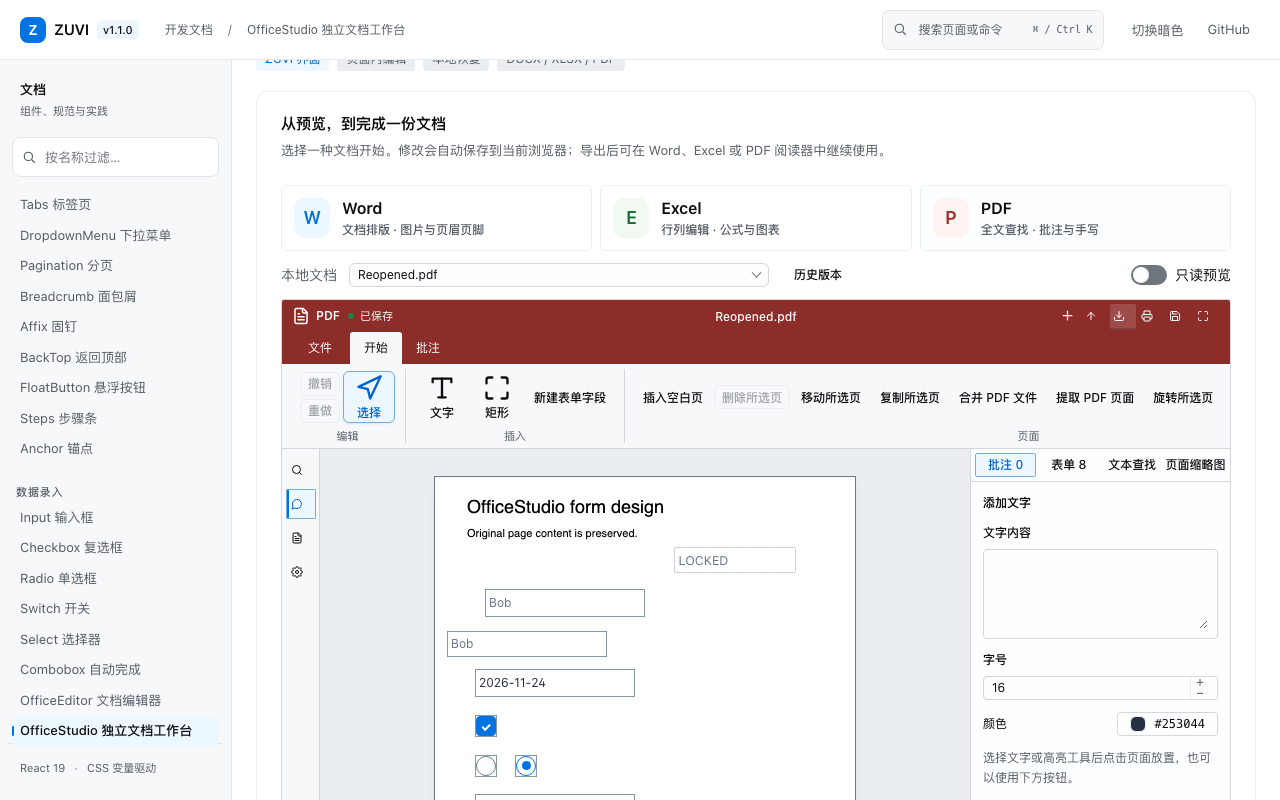 Z ZUVI v1.1.0 开发文档 / OfficeStudio 独立文档工作台 搜索页面或命令 ⌘ / Ctrl K 切换暗色 GitHub
ZUVI 界面 页面内编辑 本地恢复 DOCX / XLSX / PDF
文档
组件、规范与实践
按名称过滤...
Tabs 标签页
DropdownMenu 下拉菜单
Pagination 分页
Breadcrumb 面包屑
Affix 固钉
BackTop 返回顶部
FloatButton 悬浮按钮
Steps 步骤条
Anchor 锚点
数据录入
Input 输入框
Checkbox 复选框
Radio 单选框
Switch 开关
Select 选择器
Combobox 自动完成
OfficeEditor 文档编辑器
OfficeStudio 独立文档工作台
React 19 · CSS 变量驱动
从预览，到完成一份文档
选择一种文档开始。修改会自动保存到当前浏览器；导出后可在 Word、Excel 或 PDF 阅读器中继续使用。
W Word
文档排版 · 图片与页眉页脚
E Excel
行列编辑 · 公式与图表
P PDF
全文查找 · 批注与手写
本地文档 Reopened.pdf 历史版本 只读预览
PDF 已保存 Reopened.pdf
文件 开始 批注
撤销 重做 选择 文字 矩形 新建表单字段 插入空白页 删除所选页 移动所选页 复制所选页 合并 PDF 文件 提取 PDF 页面 旋转所选页
编辑 插入 页面
OfficeStudio form design
Original page content is preserved.
LOCKED
Bob
Bob
2026-11-24
批注 0 表单 8 文本查找 页面缩略图
添加文字
文字内容
字号
16
颜色 #253044
选择文字或高亮工具后点击页面放置，也可
以使用下方按钮。